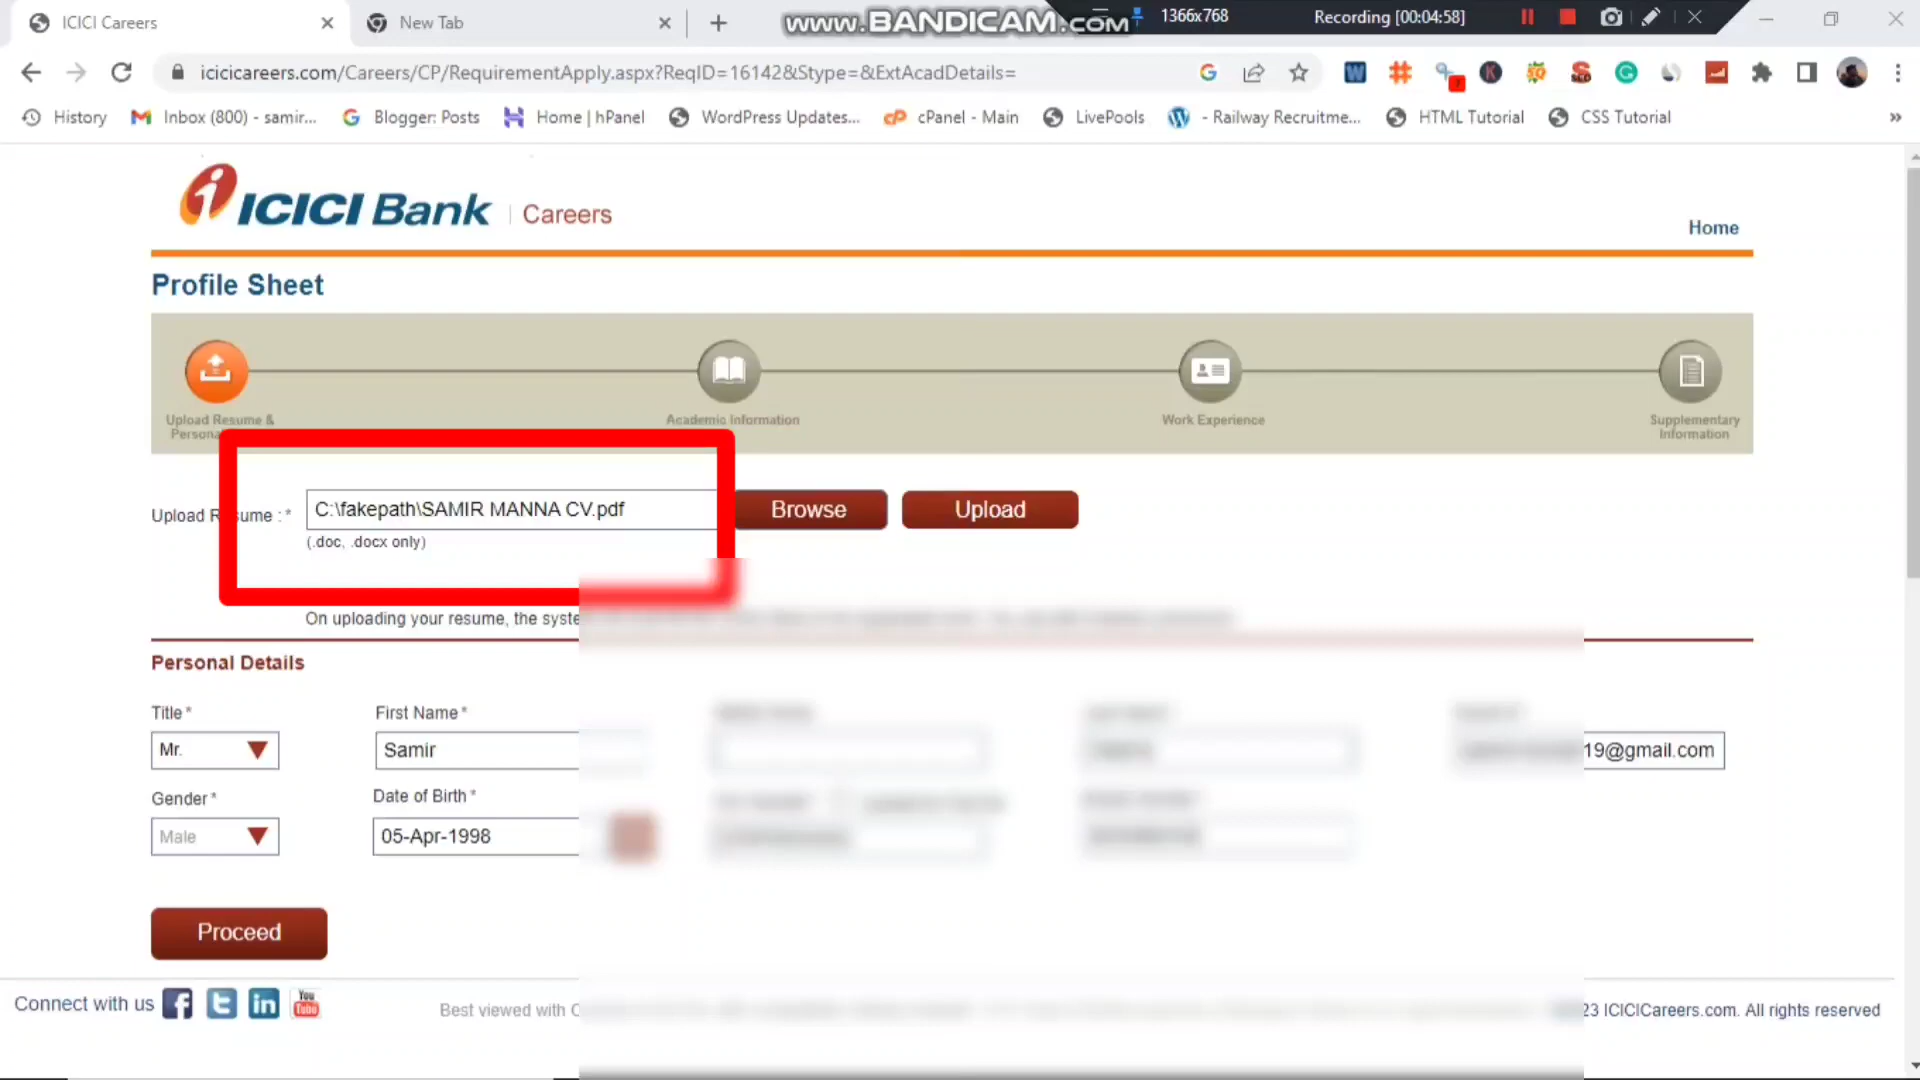 ICICI Careers
New Tab
www.BANDICAM.com
1366x768
Recording [00:04:58]
icicicareers.com/Careers/CP/RequirementApply.aspx?ReqID=16142&Stype=&ExtAcadDetails=
History
Inbox (800) - samir...
Blogger: Posts
Home | hPanel
WordPress Updates...
cPanel - Main
LivePools
- Railway Recruitme...
HTML Tutorial
CSS Tutorial
»
ICICI Bank | Careers
Home
Profile Sheet
Upload Resume &
Academic Information
Work Experience
Supplementary
Information
Upload Resume : *
C:\fakepath\SAMIR MANNA CV.pdf
Browse
Upload
(.doc, .docx only)
On uploading your resume, the
Personal Details
Title *
First Name *
Mr.
Samir
19@gmail.com
Gender *
Date of Birth *
Male
05-Apr-1998
Proceed
Connect with us
You Tube
Best viewed with
23 ICICICareers.com. All rights reserved